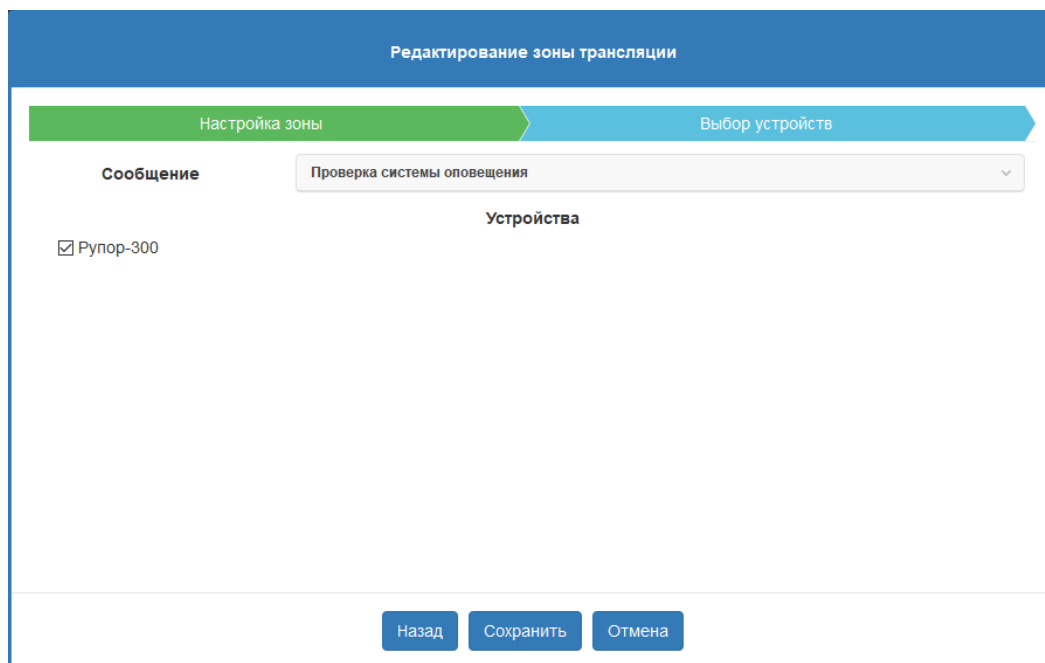 Редактирование зоны трансляции
Настройка зоны Выбор устройств
Сообщение Проверка системы оповещения
Устройства
Рупор-300
Назад Сохранить Отмена